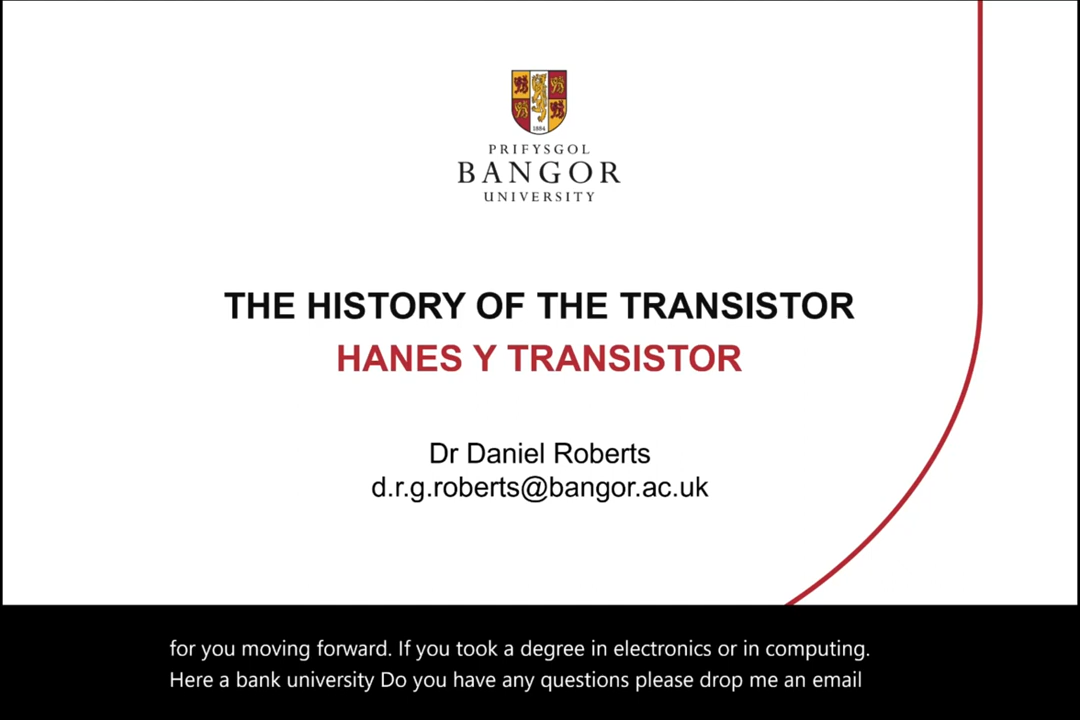 1884
PRIFYSGOL
BANGOR
UNIVERSITY
THE HISTORY OF THE TRANSISTOR
HANES Y TRANSISTOR
Dr Daniel Roberts
d.r.g.roberts@bangor.ac.uk
for you moving forward. If you took a degree in electronics or in computing.
Here a bank university Do you have any questions please drop me an email